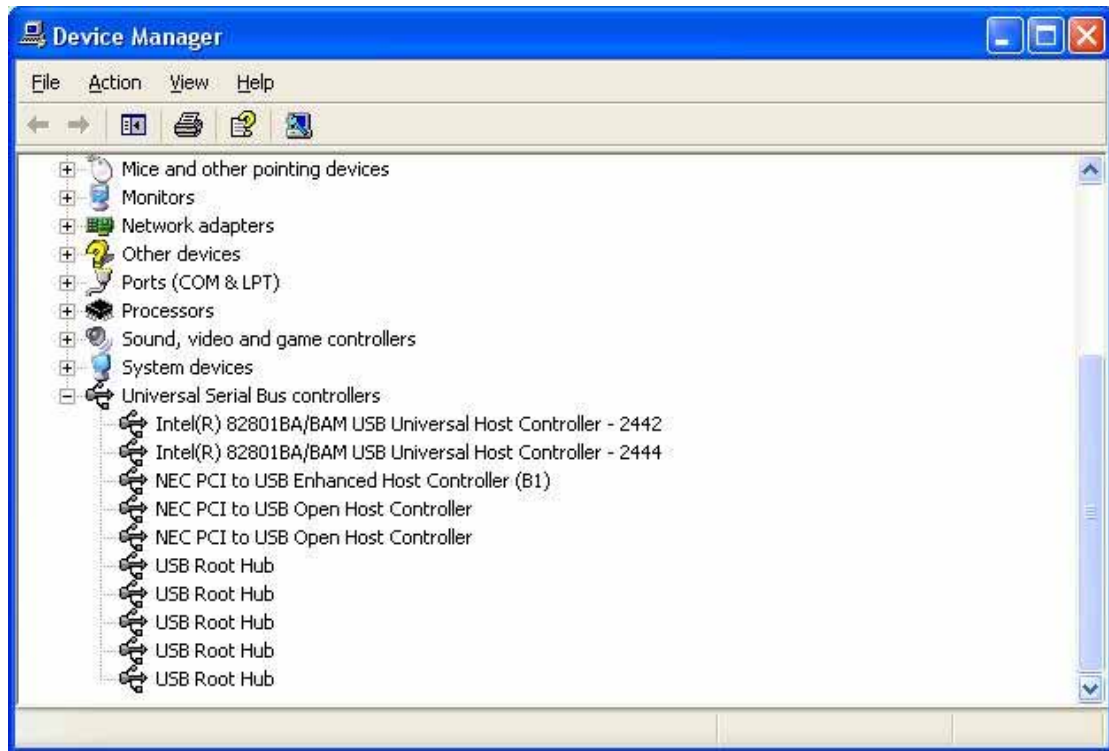 Device Manager
File Action View Help
Mice and other pointing devices
Monitors
Network adapters
Other devices
Ports (COM & LPT)
Processors
Sound, video and game controllers
System devices
Universal Serial Bus controllers
Intel(R) 82801BA/BAM USB Universal Host Controller - 2442
Intel(R) 82801BA/BAM USB Universal Host Controller - 2444
NEC PCI to USB Enhanced Host Controller (B1)
NEC PCI to USB Open Host Controller
NEC PCI to USB Open Host Controller
USB Root Hub
USB Root Hub
USB Root Hub
USB Root Hub
USB Root Hub